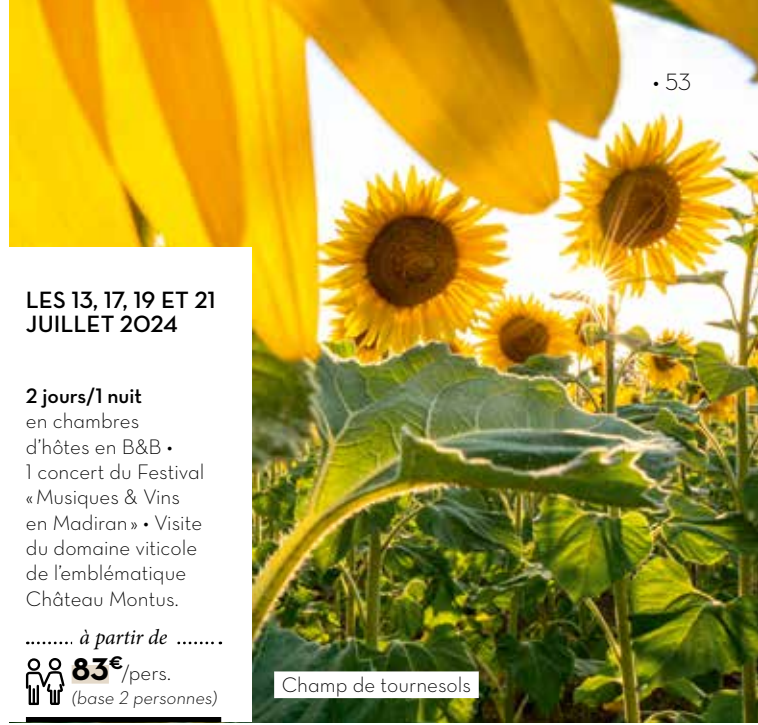 • 53
LES 13, 17, 19 ET 21
JUILLET 2024
2 jours/1 nuit
en chambres
d’hôtes en B&B •
1 concert du Festival
« Musiques & Vins
en Madiran » • Visite
du domaine viticole
de l’emblématique
Château Montus.
......... à partir de ........
83€/pers.
(base 2 personnes)
Champ de tournesols